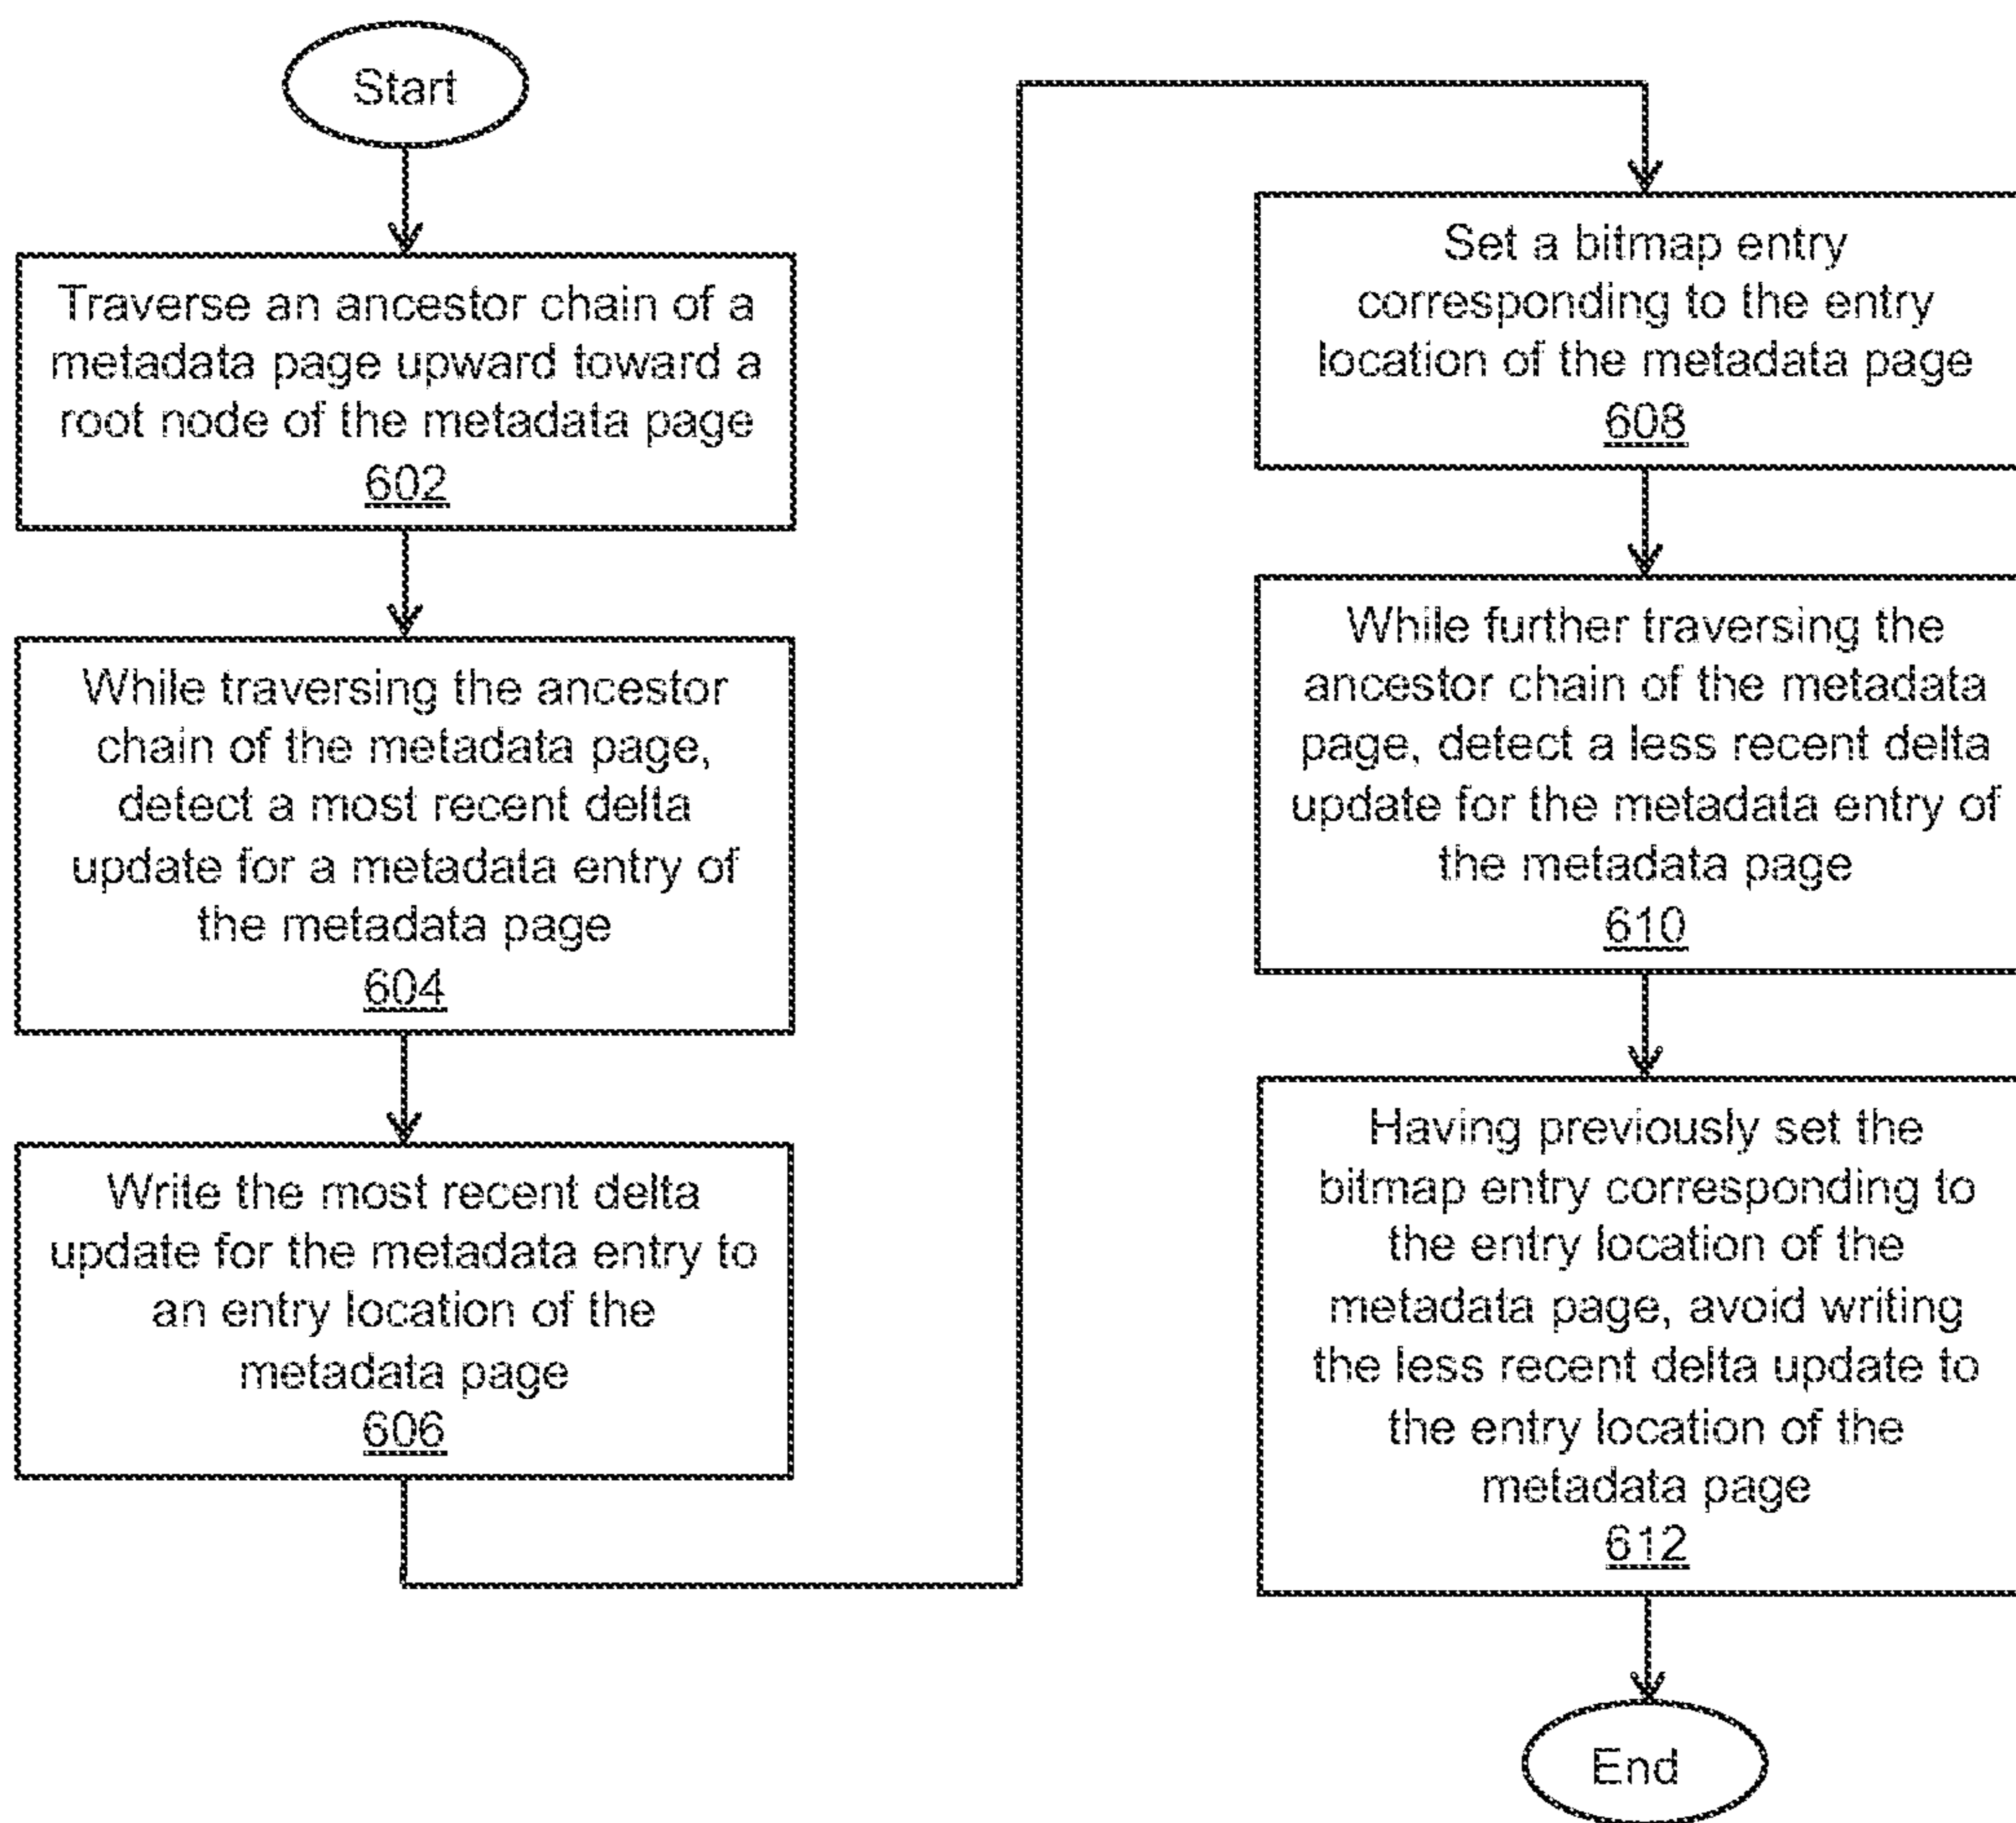 Start
Traverse an ancestor chain of a
metadata page upward toward a
root node of the metadata page
602
While traversing the ancestor
chain of the metadata page,
detect a most recent delta
update for a metadata entry of
the metadata page
604
Write the most recent delta
update for the metadata entry to
an entry location of the
metadata page
606
Set a bitmap entry
corresponding to the entry
location of the metadata page
608
While further traversing the
ancestor chain of the metadata
page, detect a less recent delta
update for the metadata entry of
the metadata page
610
Having previously set the
bitmap entry corresponding to
the entry location of the
metadata page, avoid writing
the less recent delta update to
the entry location of the
metadata page
612
End